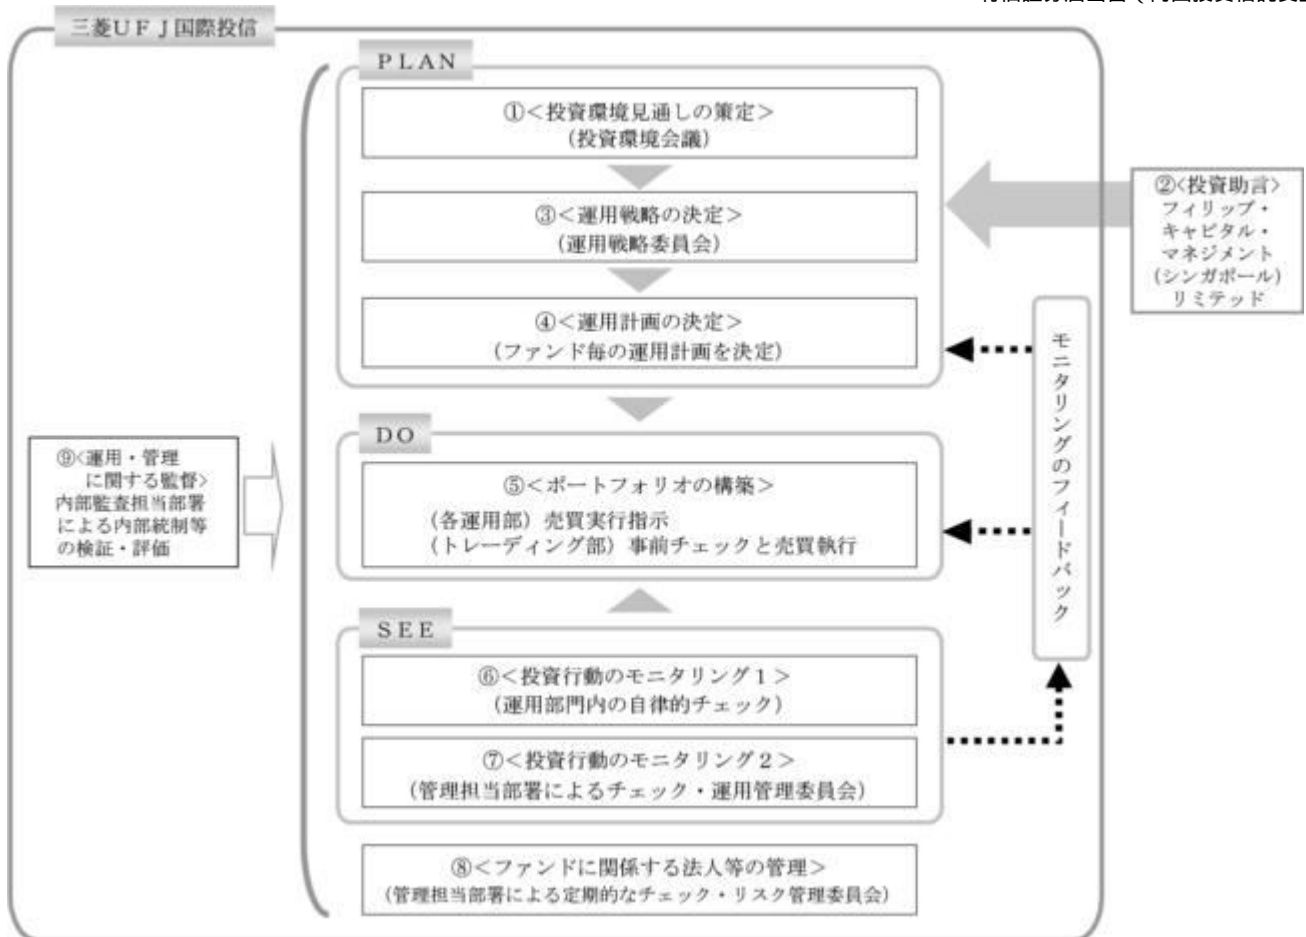 三菱UFJ国際投信
PLAN
①<投資環境見通しの策定>
(投資環境会議)
②<投資助言>
フィリップ・
キャピタル・
マネジメント
(シンガポール)
リミテッド
③<運用戦略の決定>
(運用戦略委員会)
④<運用計画の決定>
(ファンド毎の運用計画を決定)
モニタリングのフィードバック
DO
⑤<ポートフォリオの構築>
(各運用部)売買実行指示
(トレーディング部)事前チェックと売買執行
⑨<運用・管理
に関する監督>
内部監査担当部署
による内部統制等
の検証・評価
SEE
⑥<投資行動のモニタリング1>
(運用部門内の自律的チェック)
⑦<投資行動のモニタリング2>
(管理担当部署によるチェック・運用管理委員会)
⑧<ファンドに関係する法人等の管理>
(管理担当部署による定期的なチェック・リスク管理委員会)